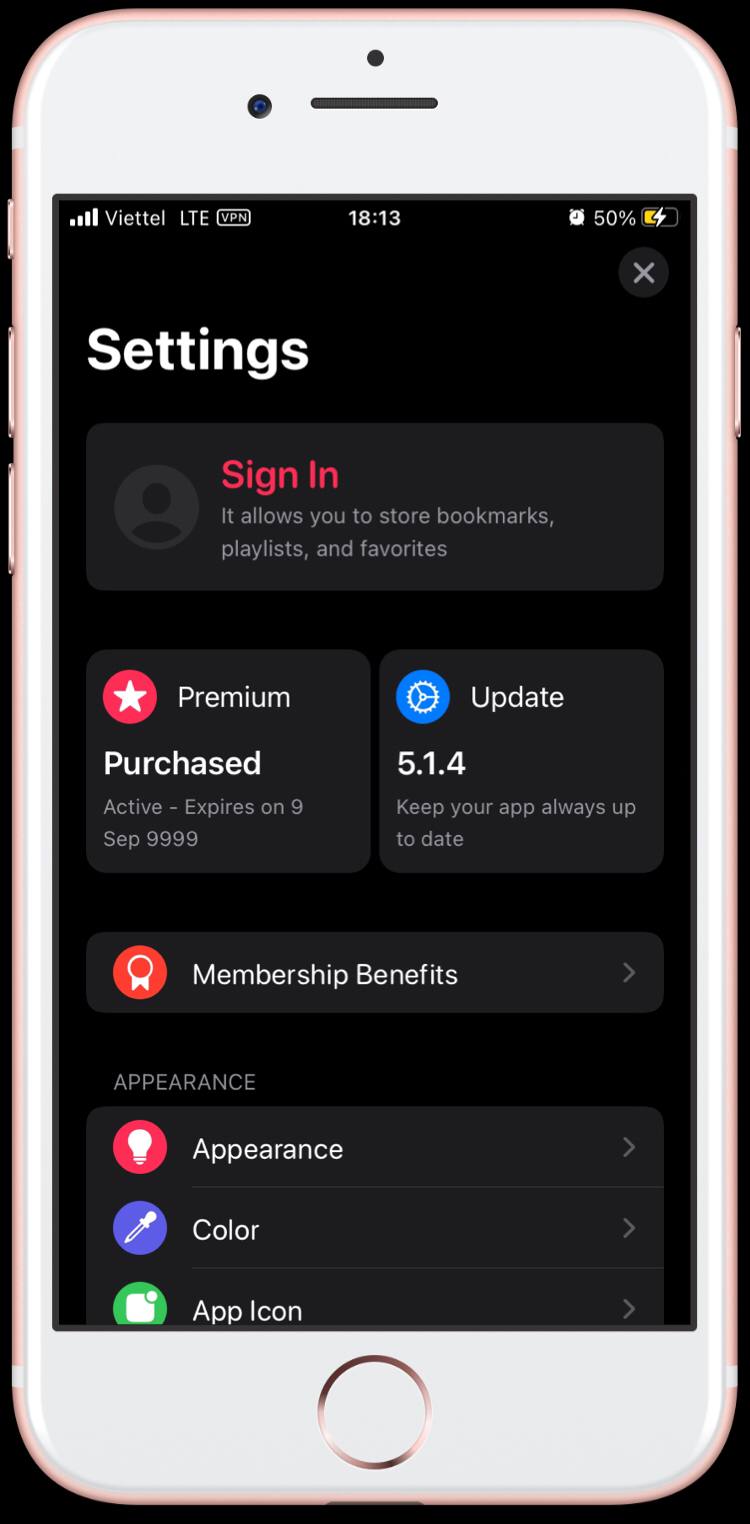 Viettel LTE VPN 18:13 50%
Settings
Sign In
It allows you to store bookmarks,
playlists, and favorites
Premium
Purchased
Active - Expires on 9
Sep 9999
Update
5.1.4
Keep your app always up
to date
Membership Benefits
APPEARANCE
Appearance
Color
App Icon